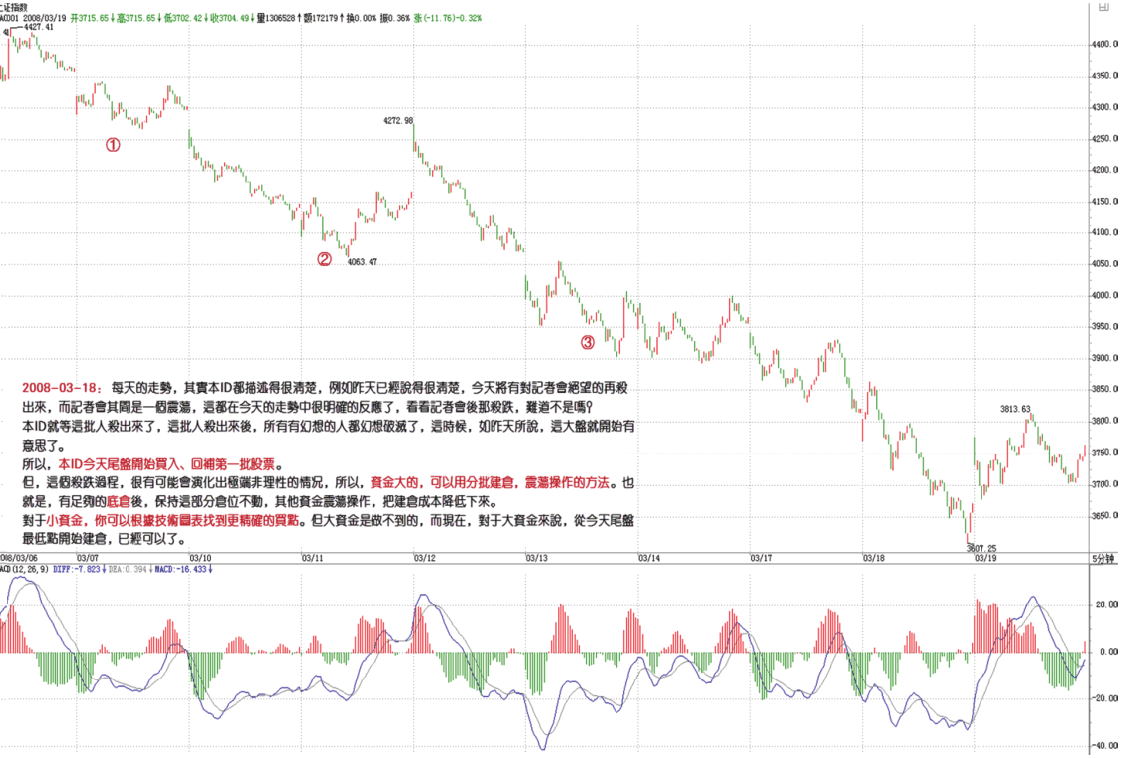 上证指数
2008/03/19 开3715.65↓高3715.65↓低3702.42↓收3704.49↓量1306528↑额172179↑换0.00% 振0.36% 涨(-11.76)-0.32%
4427.41
4400.0
4350.0
4300.0
4250.0
4200.0
4150.0
4100.0
4050.0
4000.0
3950.0
3900.0
3850.0
3800.0
3750.0
3700.0
3650.0
①
4272.98
②
4063.47
③
3813.63
3607.25
2008-03-18：每天的走勢，其實本ID都描述得很清楚，例如昨天已經說得很清楚，今天將有對記者會絕望的再殺
出來，而記者會其間是一個震蕩，這都在今天的走勢中很明確的反應了，看看記者會後那殺跌，難道不是嗎？
本ID就等這批人殺出來了，這批人殺出來後，所有有幻想的人都幻想破滅了，這時候，如昨天所說，這大盤就開始有
意思了。
所以，本ID今天尾盤開始買入、回補第一批股票。
但，這個殺跌過程，很有可能會演化出極端非理性的情況，所以，資金大的，可以用分批建倉，震蕩操作的方法。也
就是，有足夠的底倉後，保持這部分倉位不動，其他資金震蕩操作，把建倉成本降低下來。
對于小資金，你可以根據技術圖表找到更精確的買點。但大資金是做不到的，而現在，對于大資金來說，從今天尾盤
最低點開始建倉，已經可以了。
008/03/06 03/07 03/10 03/11 03/12 03/13 03/14 03/17 03/18 03/19 5分钟
ACD(12,26,9) DIFF:-7.823↓DEA:0.394↓MACD:-16.433↓
20.00
0.00
-20.00
-40.00